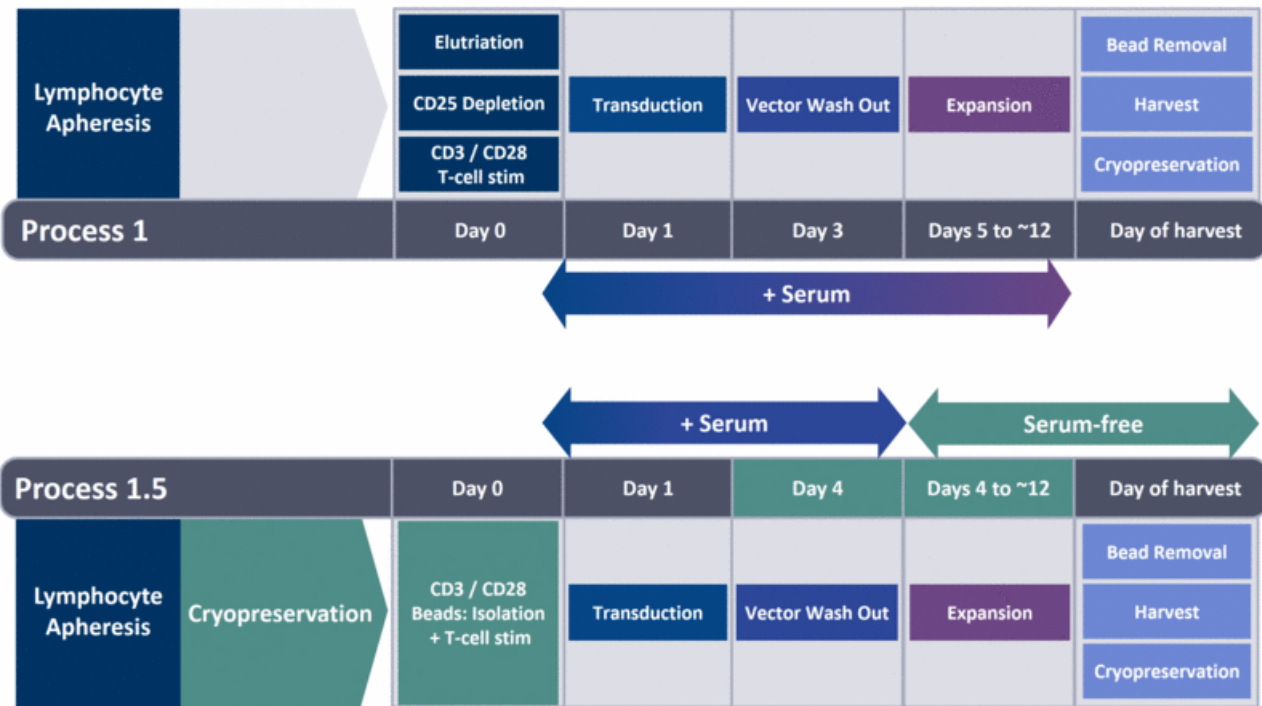 Elutriation
Bead Removal
Lymphocyte
Apheresis
CD25 Depletion
Transduction
Vector Wash Out
Expansion
Harvest
CD3 / CD28
T-cell stim
Cryopreservation
Process 1
Day 0
Day 1
Day 3
Days 5 to ~12
Day of harvest
+ Serum
+ Serum
Serum-free
Process 1.5
Day 0
Day 1
Day 4
Days 4 to ~12
Day of harvest
Lymphocyte
Apheresis
Cryopreservation
CD3 / CD28
Beads: Isolation
+ T-cell stim
Transduction
Vector Wash Out
Expansion
Bead Removal
Harvest
Cryopreservation